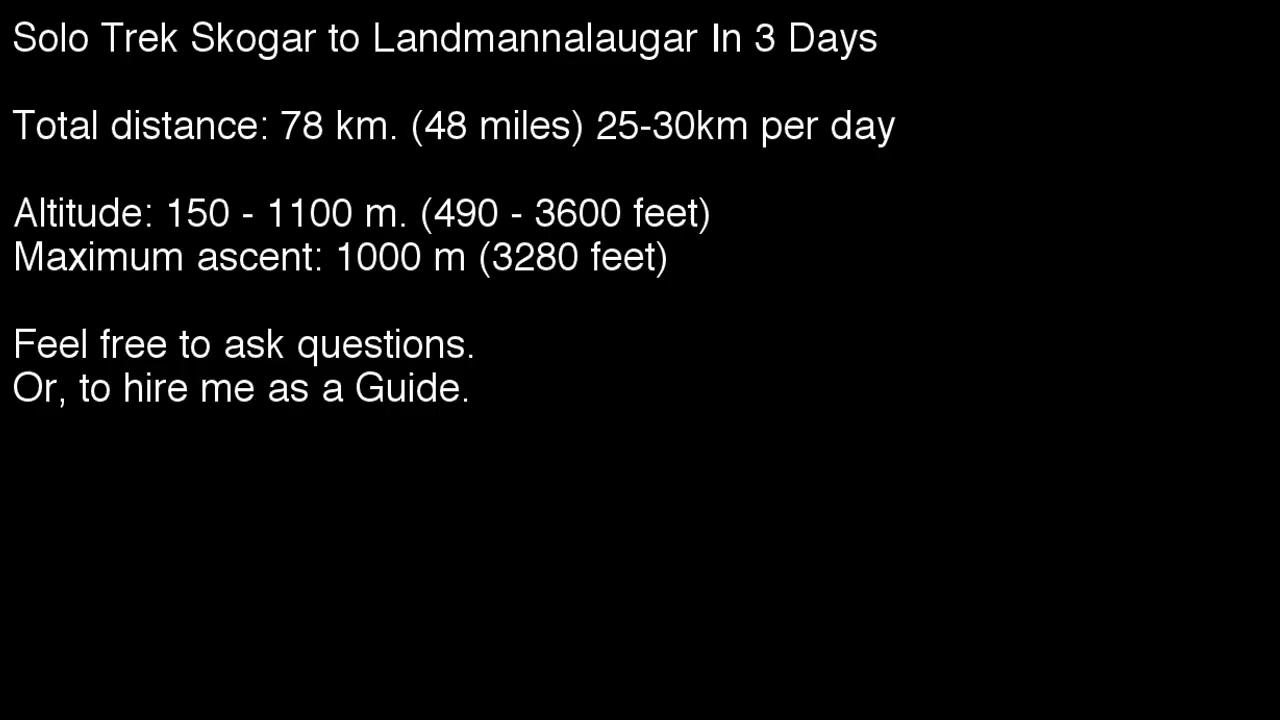 Solo Trek Skogar to Landmannalaugar In 3 Days
Total distance: 78 km. (48 miles) 25-30km per day
Altitude: 150 - 1100 m. (490 - 3600 feet)
Maximum ascent: 1000 m (3280 feet)
Feel free to ask questions.
Or, to hire me as a Guide.